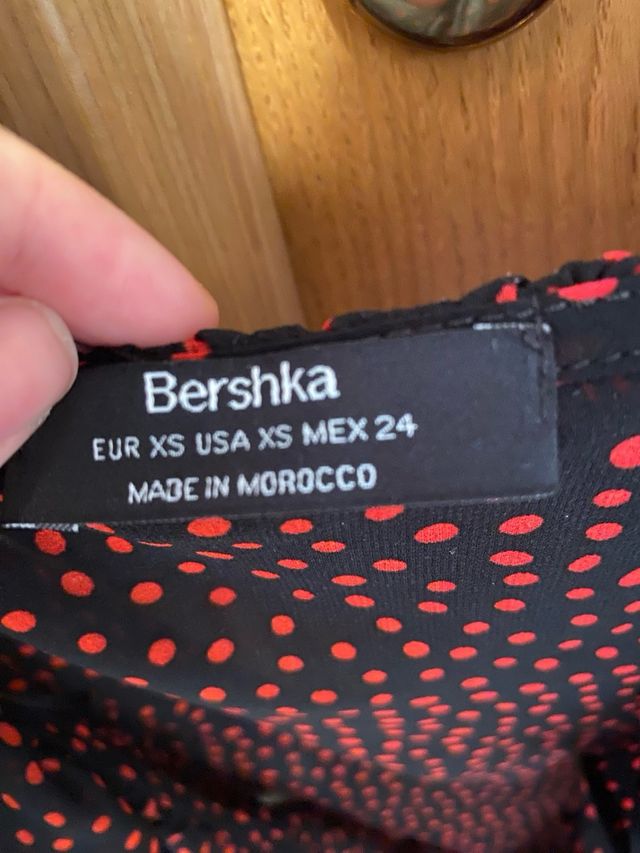 Bershka
EUR XS USA XS MEX 24
MADE IN MOROCCO